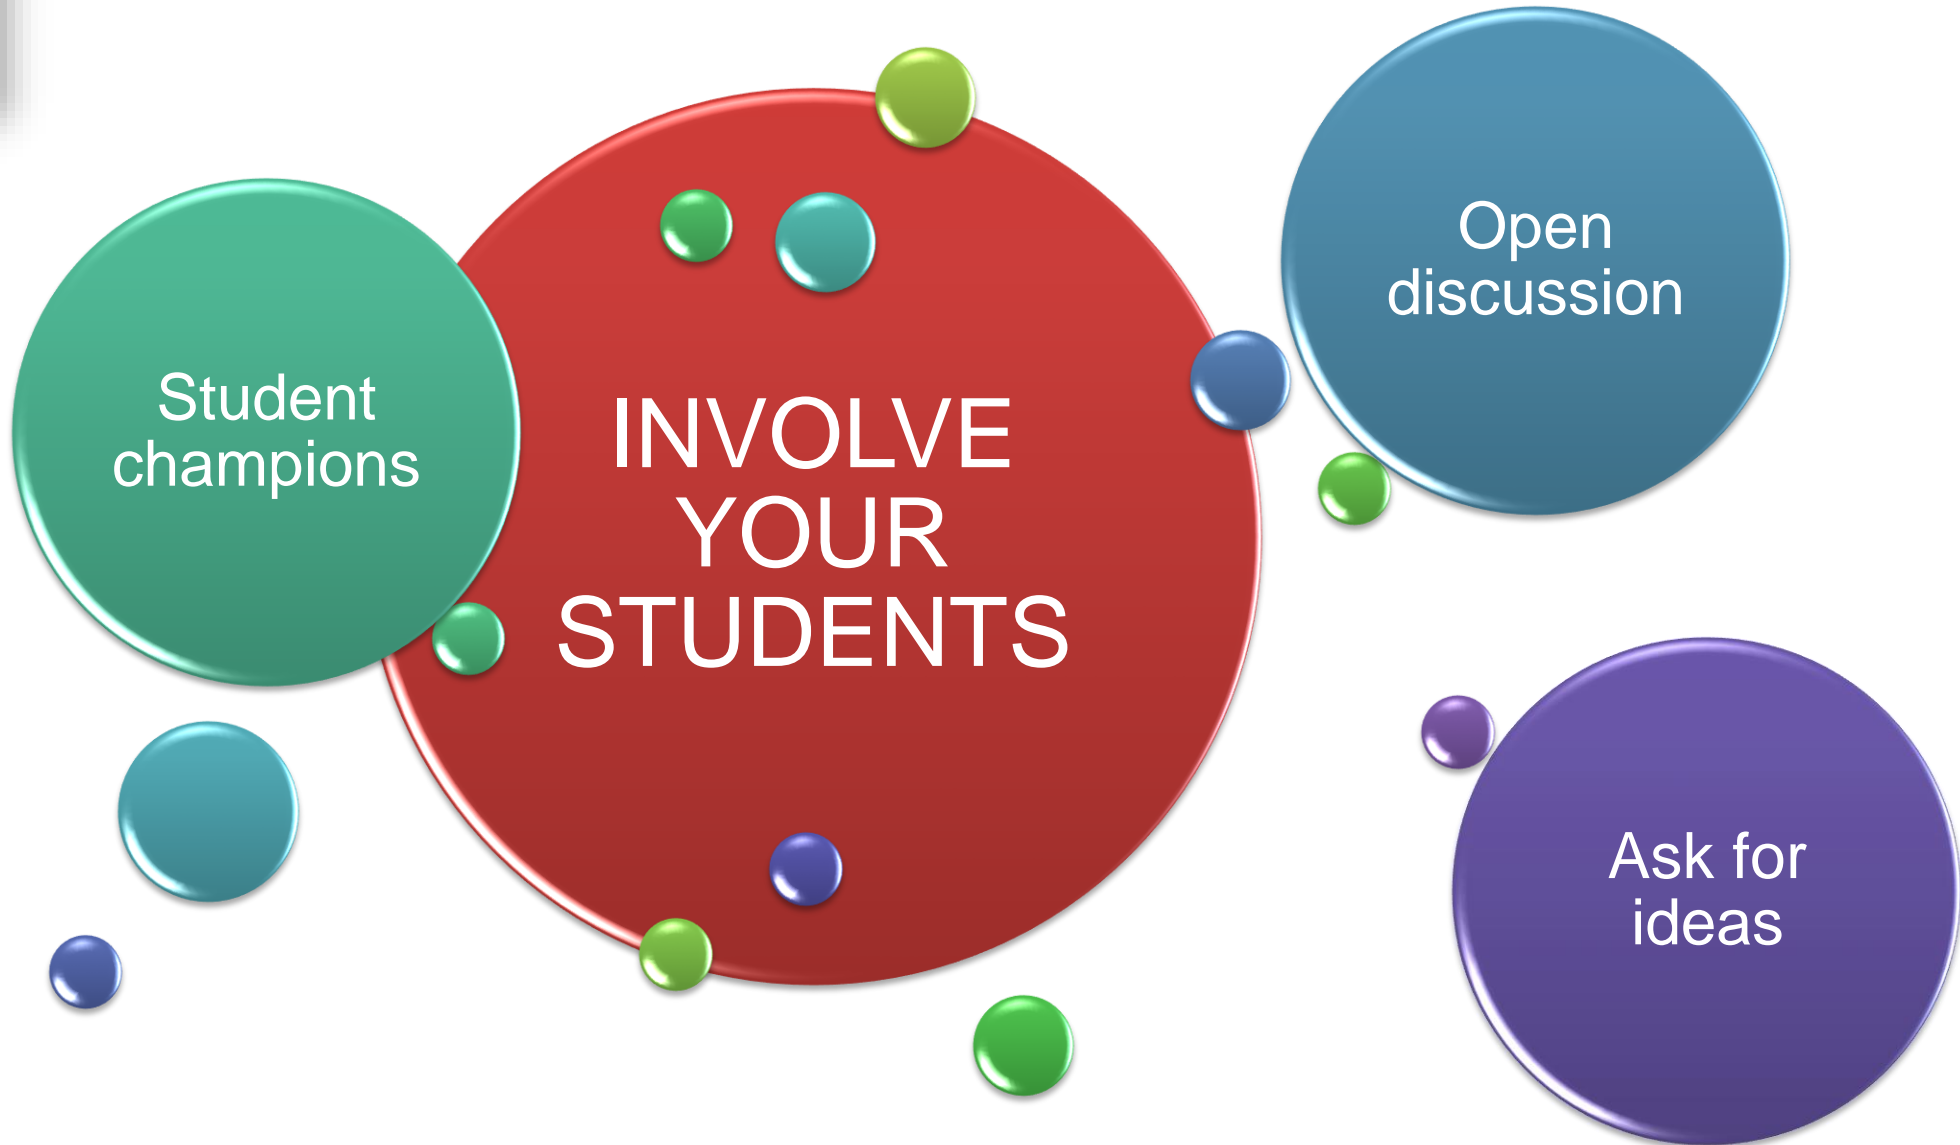 Student
champions
INVOLVE
YOUR
STUDENTS
Open
discussion
Ask for
ideas